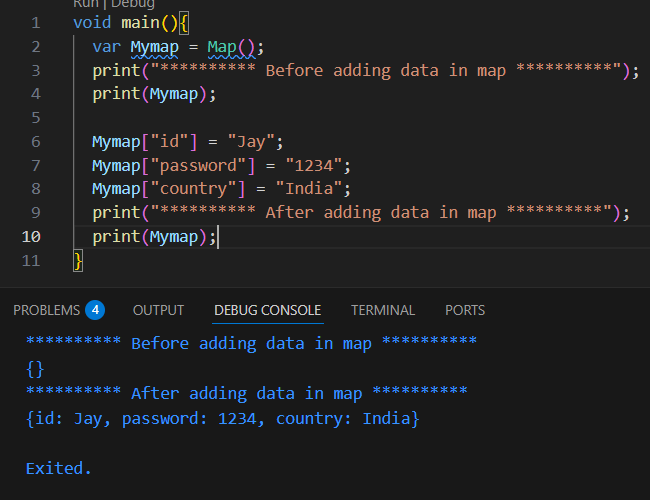 Run | Debug
1 void main(){
2 var Mymap = Map();
3 print("********** Before adding data in map **********");
4 print(Mymap);
5
6 Mymap["id"] = "Jay";
7 Mymap["password"] = "1234";
8 Mymap["country"] = "India";
9 print("********** After adding data in map **********");
10 print(Mymap);
11 }
PROBLEMS 4 OUTPUT DEBUG CONSOLE TERMINAL PORTS
********** Before adding data in map **********
{}
********** After adding data in map **********
{id: Jay, password: 1234, country: India}
Exited.